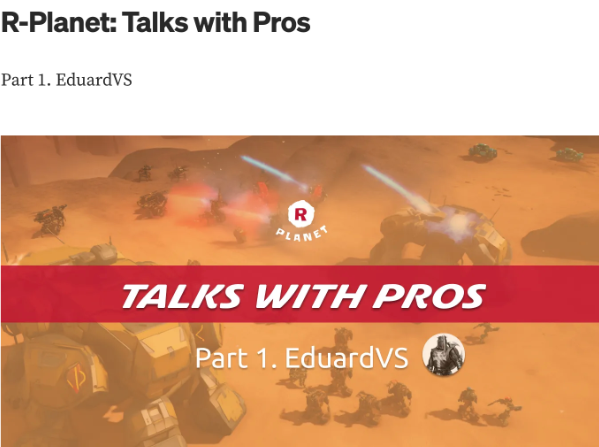 R-Planet: Talks with Pros
Part 1. EduardVS
R
PLANET
TALKS WITH PROS
Part 1. EduardVS